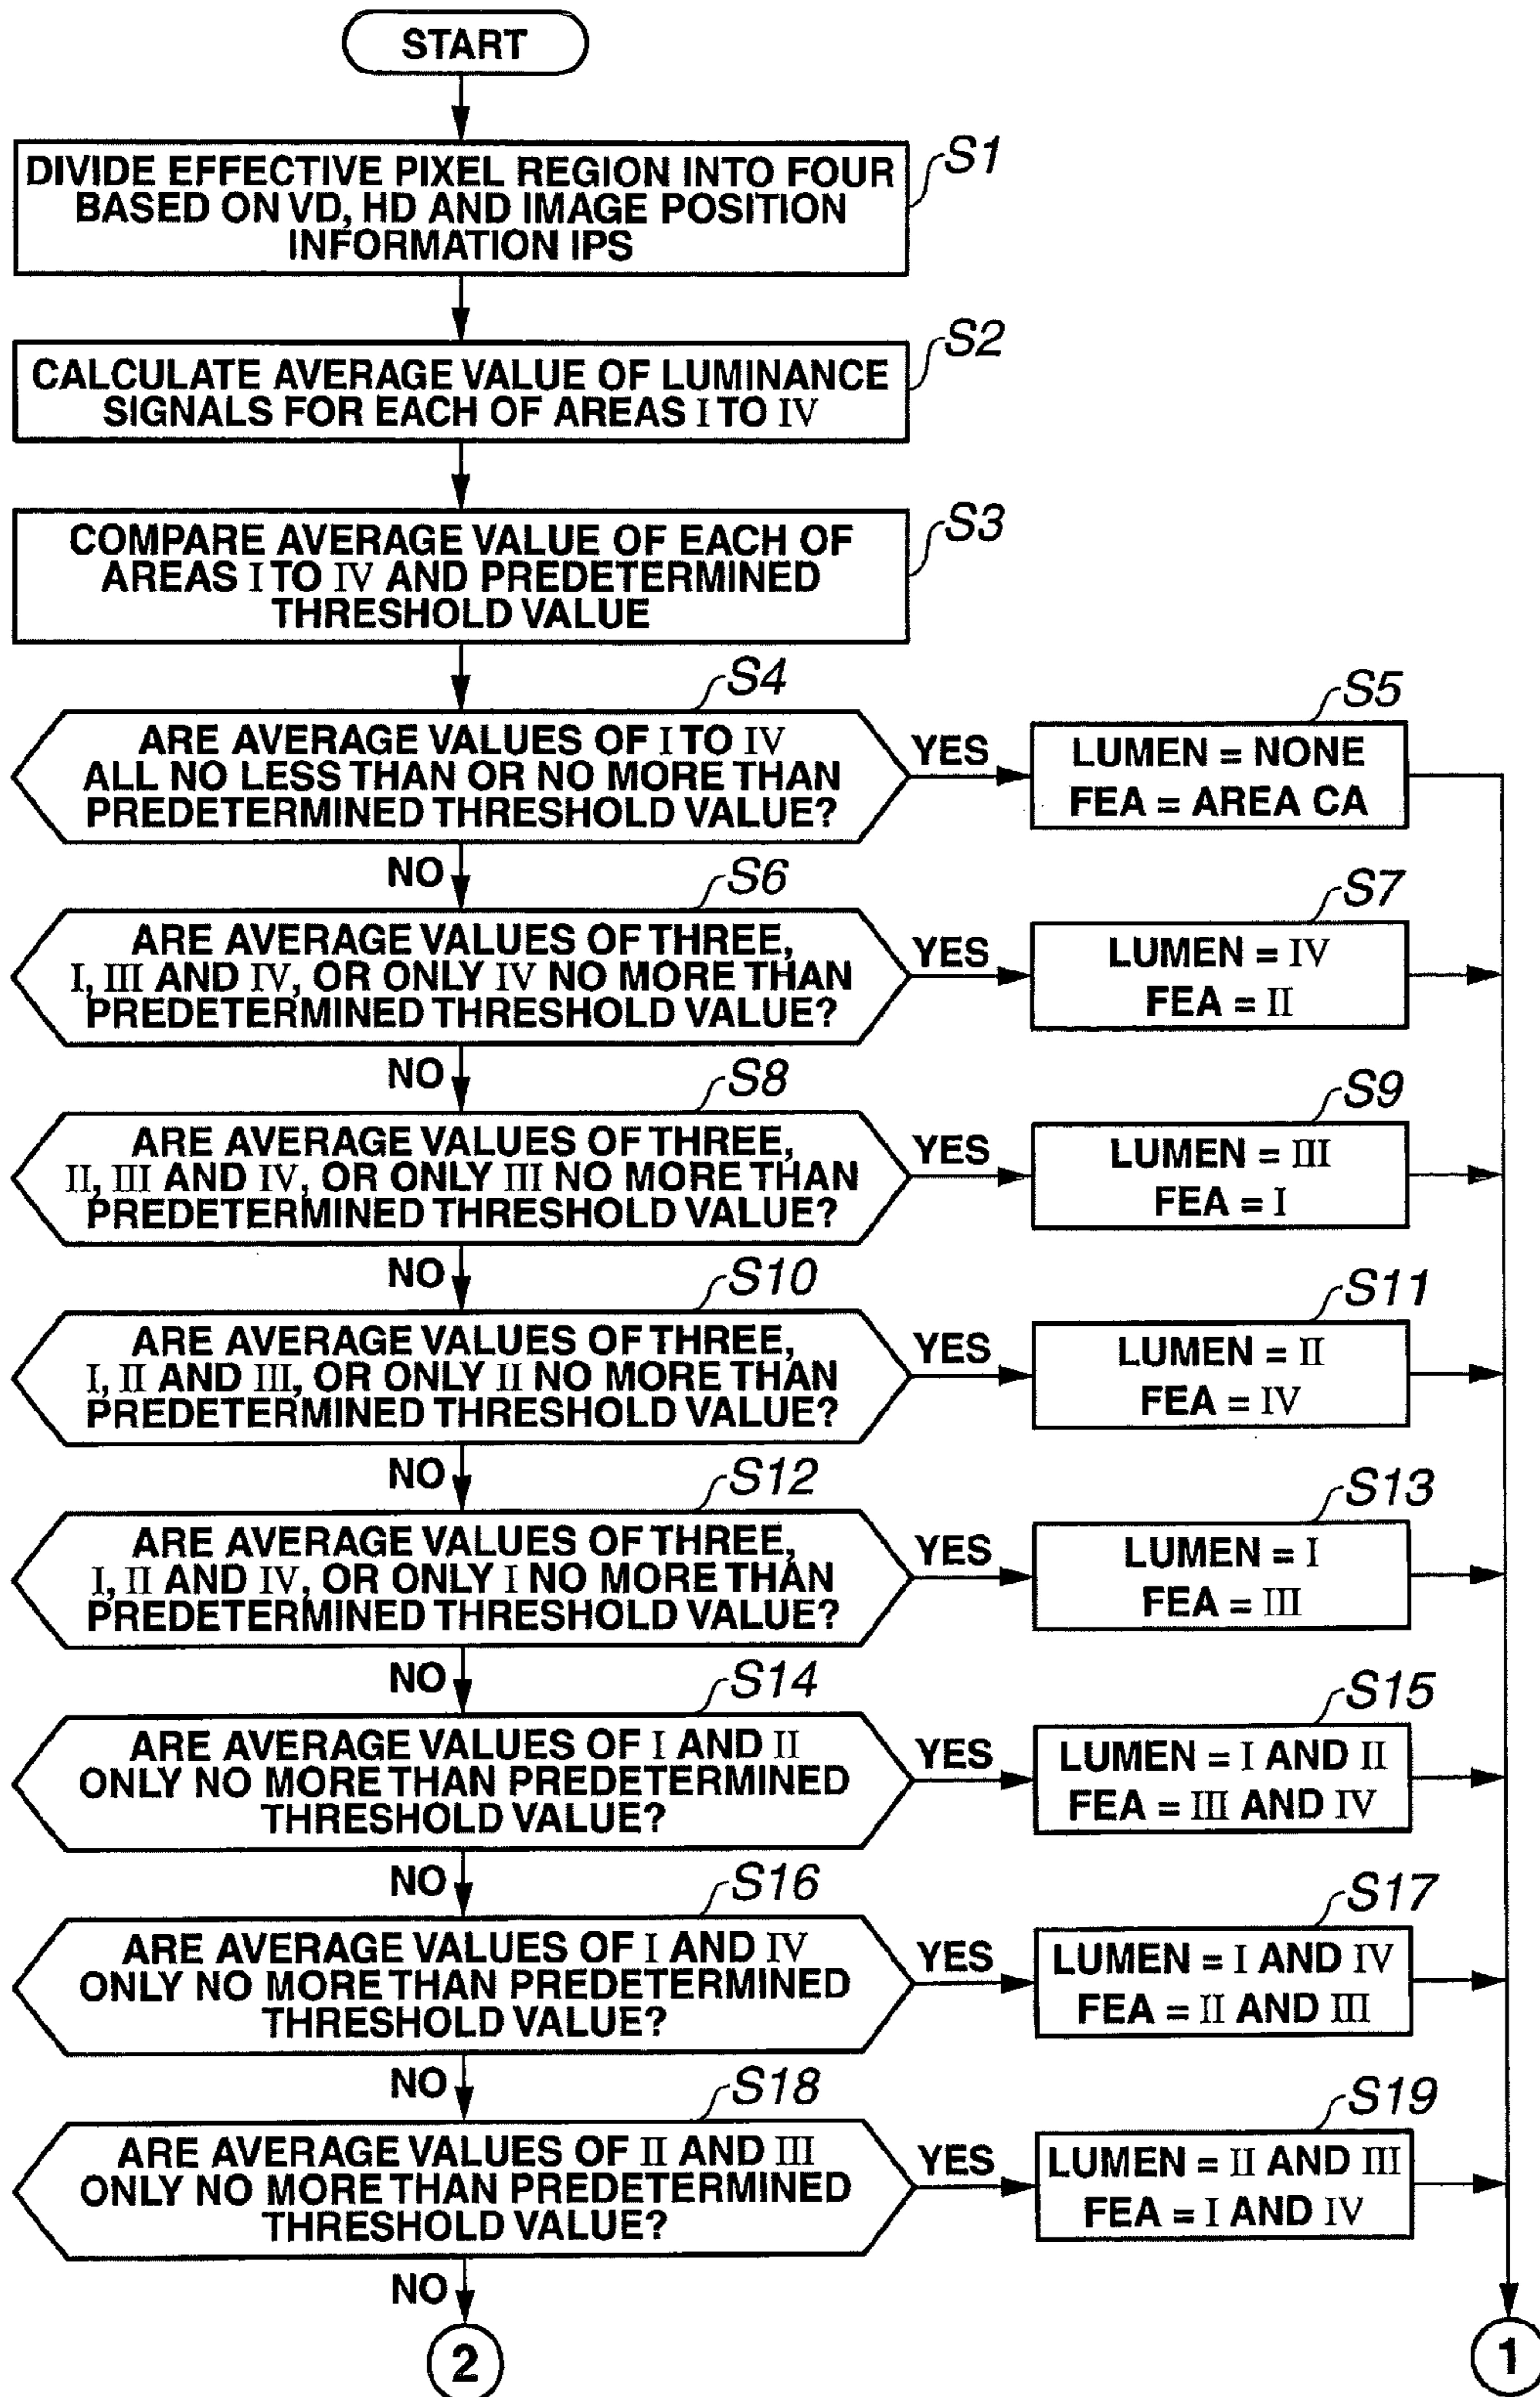 START
S1
DIVIDE EFFECTIVE PIXEL REGION INTO FOUR
BASED ON VD, HD AND IMAGE POSITION
INFORMATION IPS
S2
CALCULATE AVERAGE VALUE OF LUMINANCE
SIGNALS FOR EACH OF AREAS I TO IV
S3
COMPARE AVERAGE VALUE OF EACH OF
AREAS I TO IV AND PREDETERMINED
THRESHOLD VALUE
S4
ARE AVERAGE VALUES OF I TO IV
ALL NO LESS THAN OR NO MORE THAN
PREDETERMINED THRESHOLD VALUE?
YES
S5
LUMEN = NONE
FEA = AREA CA
NO
S6
ARE AVERAGE VALUES OF THREE,
I, III AND IV, OR ONLY IV NO MORE THAN
PREDETERMINED THRESHOLD VALUE?
YES
S7
LUMEN = IV
FEA = II
NO
S8
ARE AVERAGE VALUES OF THREE,
II, III AND IV, OR ONLY III NO MORE THAN
PREDETERMINED THRESHOLD VALUE?
YES
S9
LUMEN = III
FEA = I
NO
S10
ARE AVERAGE VALUES OF THREE,
I, II AND III, OR ONLY II NO MORE THAN
PREDETERMINED THRESHOLD VALUE?
YES
S11
LUMEN = II
FEA = IV
NO
S12
ARE AVERAGE VALUES OF THREE,
I, II AND IV, OR ONLY I NO MORE THAN
PREDETERMINED THRESHOLD VALUE?
YES
S13
LUMEN = I
FEA = III
NO
S14
ARE AVERAGE VALUES OF I AND II
ONLY NO MORE THAN PREDETERMINED
THRESHOLD VALUE?
YES
S15
LUMEN = I AND II
FEA = III AND IV
NO
S16
ARE AVERAGE VALUES OF I AND IV
ONLY NO MORE THAN PREDETERMINED
THRESHOLD VALUE?
YES
S17
LUMEN = I AND IV
FEA = II AND III
NO
S18
ARE AVERAGE VALUES OF II AND III
ONLY NO MORE THAN PREDETERMINED
THRESHOLD VALUE?
YES
S19
LUMEN = II AND III
FEA = I AND IV
NO
2
1